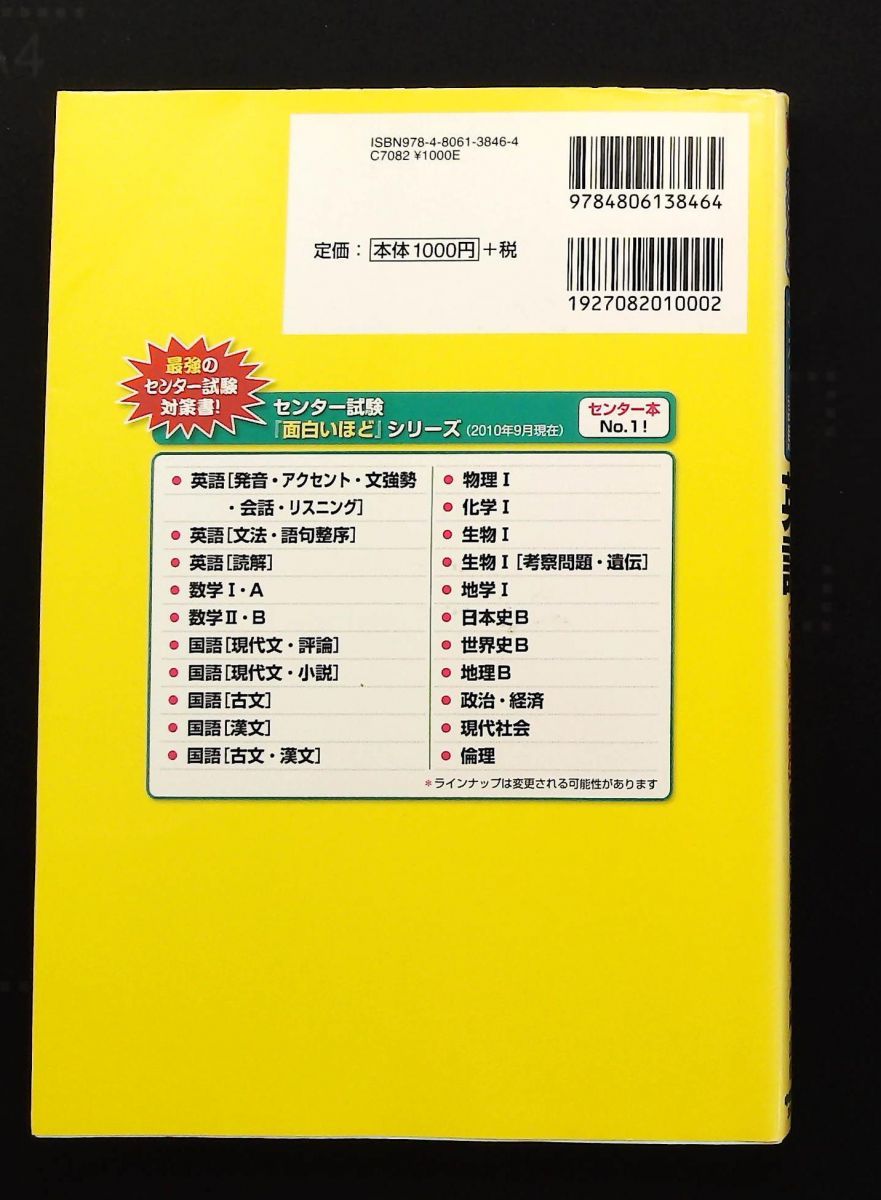 ISBN978-4-8061-3846-4
C7082 ¥1000E
9784806138464
定価：本体1000円+税
1927082010002
最強の
センター試験
対策書!
センター試験
『面白いほど』シリーズ(2010年9月現在)
センター本
No.1!
英語[発音・アクセント・文強勢
・会話・リスニング]
英語[文法・語句整序]
英語[読解]
数学Ⅰ・A
数学Ⅱ・B
国語[現代文・評論]
国語[現代文・小説]
国語[古文]
国語[漢文]
国語[古文・漢文]
物理Ⅰ
化学Ⅰ
生物Ⅰ
生物Ⅰ[考察問題・遺伝]
地学Ⅰ
日本史B
世界史B
地理B
政治・経済
現代社会
倫理
*ラインナップは変更される可能性があります